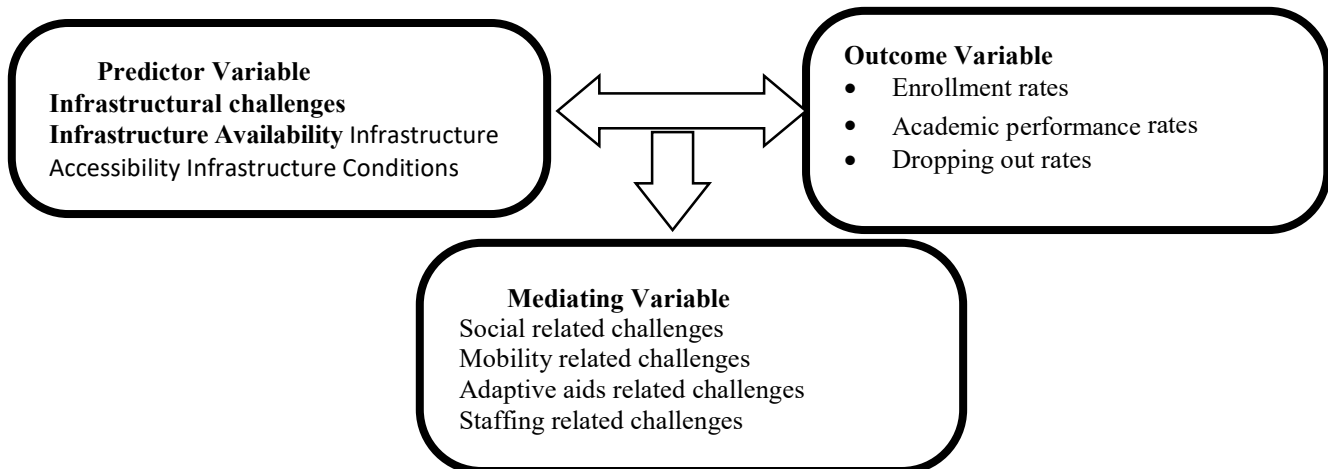 Predictor Variable
Infrastructural challenges
Infrastructure Availability Infrastructure
Accessibility Infrastructure Conditions
Outcome Variable
• Enrollment rates
• Academic performance rates
• Dropping out rates
Mediating Variable
Social related challenges
Mobility related challenges
Adaptive aids related challenges
Staffing related challenges